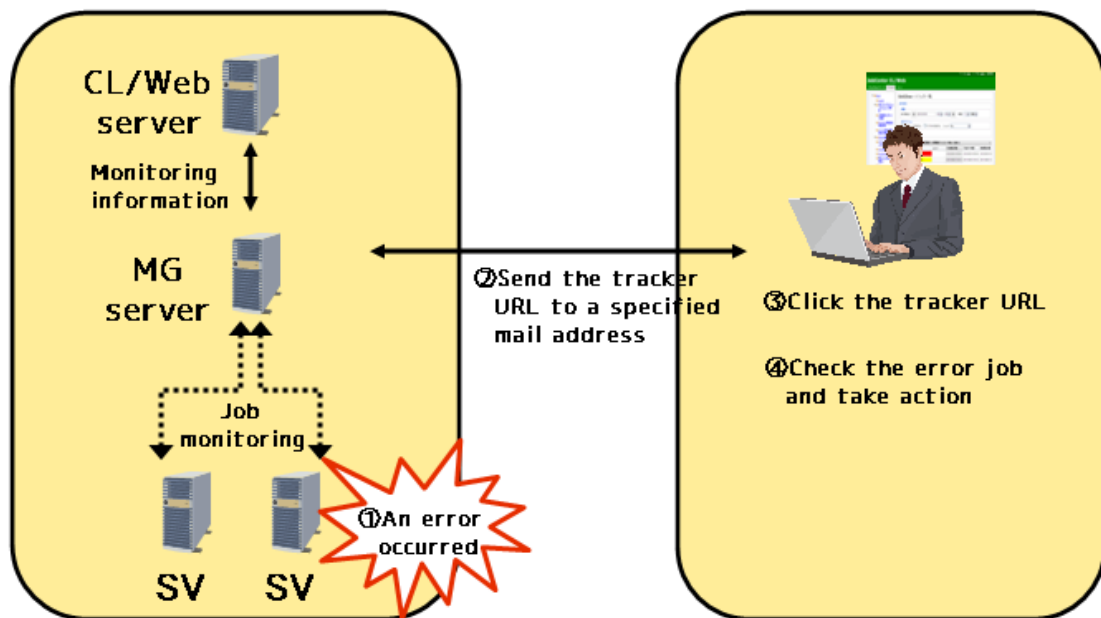 CL/Web
server
Monitoring
information
MG
server
Job
monitoring
SV
SV
①An error
occurred
②Send the tracker
URL to a specified
mail address
③Click the tracker URL
④Check the error job
and take action